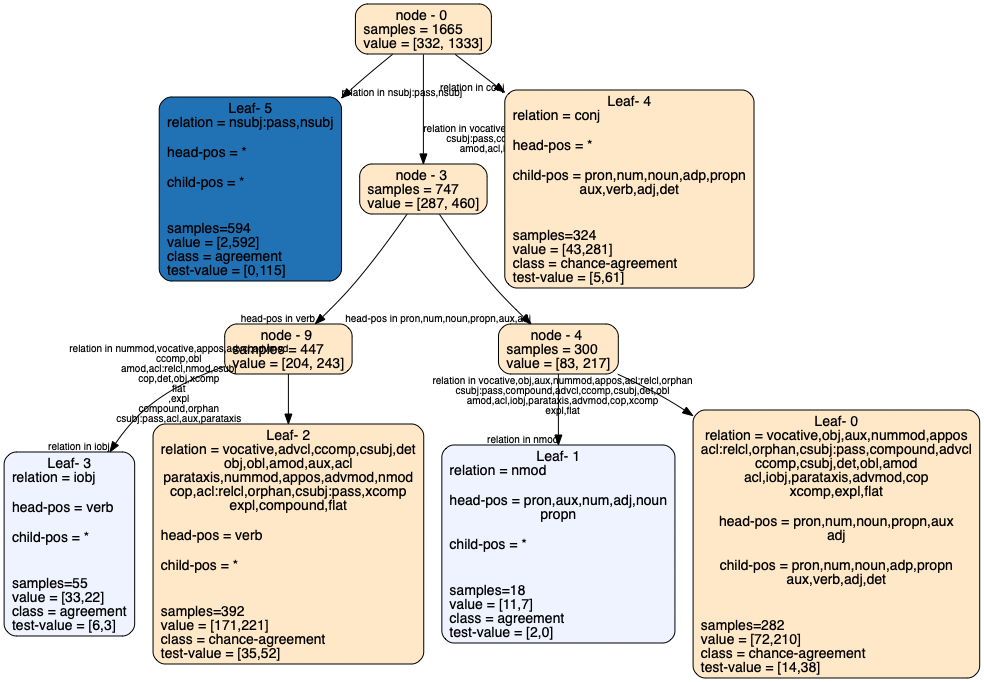 node - 0
samples = 1665
value = [332, 1333]
relation in nsubj:pass,nsubj
relation in conj
Leaf- 5
relation = nsubj:pass,nsubj
head-pos = *
child-pos = *
samples=594
value = [2,592]
class = agreement
test-value = [0,115]
relation in vocative
csubj:pass,cc
amod,acl,i
node - 3
samples = 747
value = [287, 460]
Leaf- 4
relation = conj
head-pos = *
child-pos = pron,num,noun,adp,propn
aux,verb,adj,det
samples=324
value = [43,281]
class = chance-agreement
test-value = [5,61]
head-pos in verb
head-pos in pron,num,noun,propn,aux,adj
node - 9
samples = 447
value = [204, 243]
node - 4
samples = 300
value = [83, 217]
relation in nummod,vocative,appos,
ccomp,obl
amod,acl:relcl,nmod,csubj
cop,det,obj,xcomp
flat
,expl
compound,orphan
csubj:pass,acl,aux,parataxis
relation in iobj
relation in vocative,obj,aux,nummod,appos,acl:relcl,orphan
csubj:pass,compound,advcl,ccomp,csubj,det,obl
amod,acl,iobj,parataxis,advmod,cop,xcomp
expl,flat
relation in nmod
Leaf- 3
relation = iobj
head-pos = verb
child-pos = *
samples=55
value = [33,22]
class = agreement
test-value = [6,3]
Leaf- 2
relation = vocative,advcl,ccomp,csubj,det
obj,obl,amod,aux,acl
parataxis,nummod,appos,advmod,nmod
cop,acl:relcl,orphan,csubj:pass,xcomp
expl,compound,flat
head-pos = verb
child-pos = *
samples=392
value = [171,221]
class = chance-agreement
test-value = [35,52]
Leaf- 1
relation = nmod
head-pos = pron,aux,num,adj,noun
propn
child-pos = *
samples=18
value = [11,7]
class = agreement
test-value = [2,0]
Leaf- 0
relation = vocative,obj,aux,nummod,appos
acl:relcl,orphan,csubj:pass,compound,advcl
ccomp,csubj,det,obl,amod
acl,iobj,parataxis,advmod,cop
xcomp,expl,flat
head-pos = pron,num,noun,propn,aux
adj
child-pos = pron,num,noun,adp,propn
aux,verb,adj,det
samples=282
value = [72,210]
class = chance-agreement
test-value = [14,38]